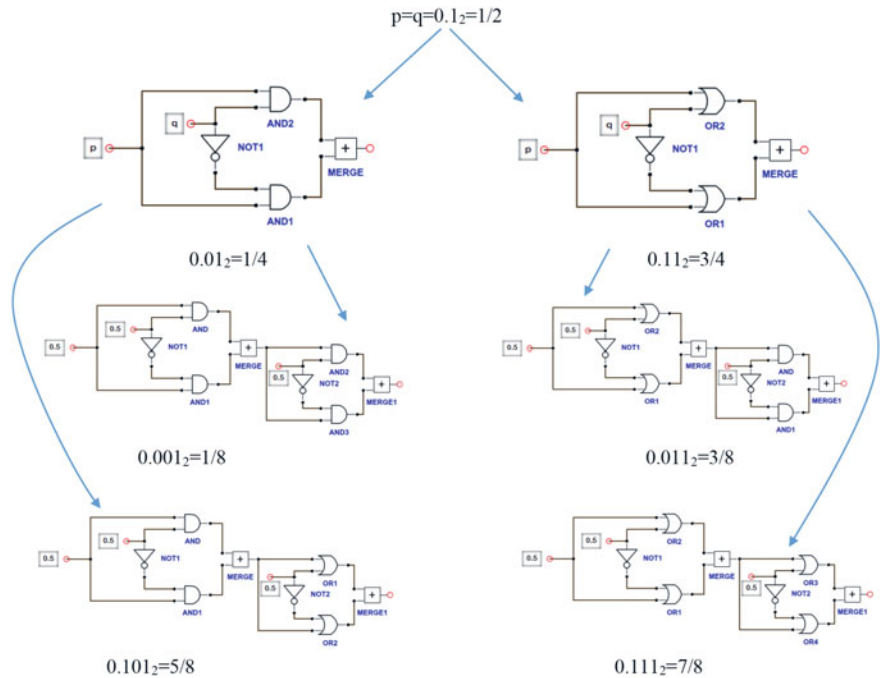 p=q=0.1₂=1/2
AND2
q
NOT1
p
MERGE
AND1
0.01₂=1/4
OR2
q
NOT1
p
MERGE
OR1
0.11₂=3/4
AND
0.5
NOT1
0.5
MERGE
AND1
AND2
0.5
NOT2
MERGE1
AND3
0.001₂=1/8
OR2
0.5
NOT1
0.5
MERGE
OR1
AND
0.5
NOT2
MERGE1
AND1
0.011₂=3/8
AND
0.5
NOT1
0.5
MERGE
AND1
OR1
0.5
NOT2
MERGE1
OR2
0.101₂=5/8
OR2
0.5
NOT1
0.5
MERGE
OR1
OR3
0.5
NOT2
MERGE1
OR4
0.111₂=7/8